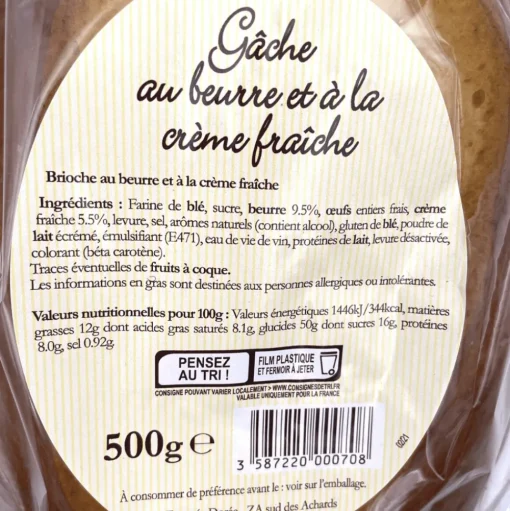 Gâche
au beurre et à la
crème fraîche
Brioche au beurre et à la crème fraîche
Ingrédients : Farine de blé, sucre, beurre 9.5%, œufs entiers frais, crème
fraîche 5.5%, levure, sel, arômes naturels (contient alcool), gluten de blé, poudre de
lait écrémé, émulsifiant (E471), eau de vie de vin, protéines de lait, levure désactivée,
colorant (béta carotène).
Traces éventuelles de fruits à coque.
Les informations en gras sont destinées aux personnes allergiques ou intolérantes.
Valeurs nutritionnelles pour 100g : Valeurs énergétiques 1446kJ/344kcal, matières
grasses 12g dont acides gras saturés 8.1g, glucides 50g dont sucres 16g, protéines
8.0g, sel 0.92g.
PENSEZ
AU TRI !
FILM PLASTIQUE
ET FERMOIR À JETER
CONSIGNE POUVANT VARIER LOCALEMENT > WWW.CONSIGNESDETRI.FR
VALABLE UNIQUEMENT POUR LA FRANCE
500g e
3 587220 000708
0221
À consommer de préférence avant le : voir sur l'emballage.
ZA sud des Achards